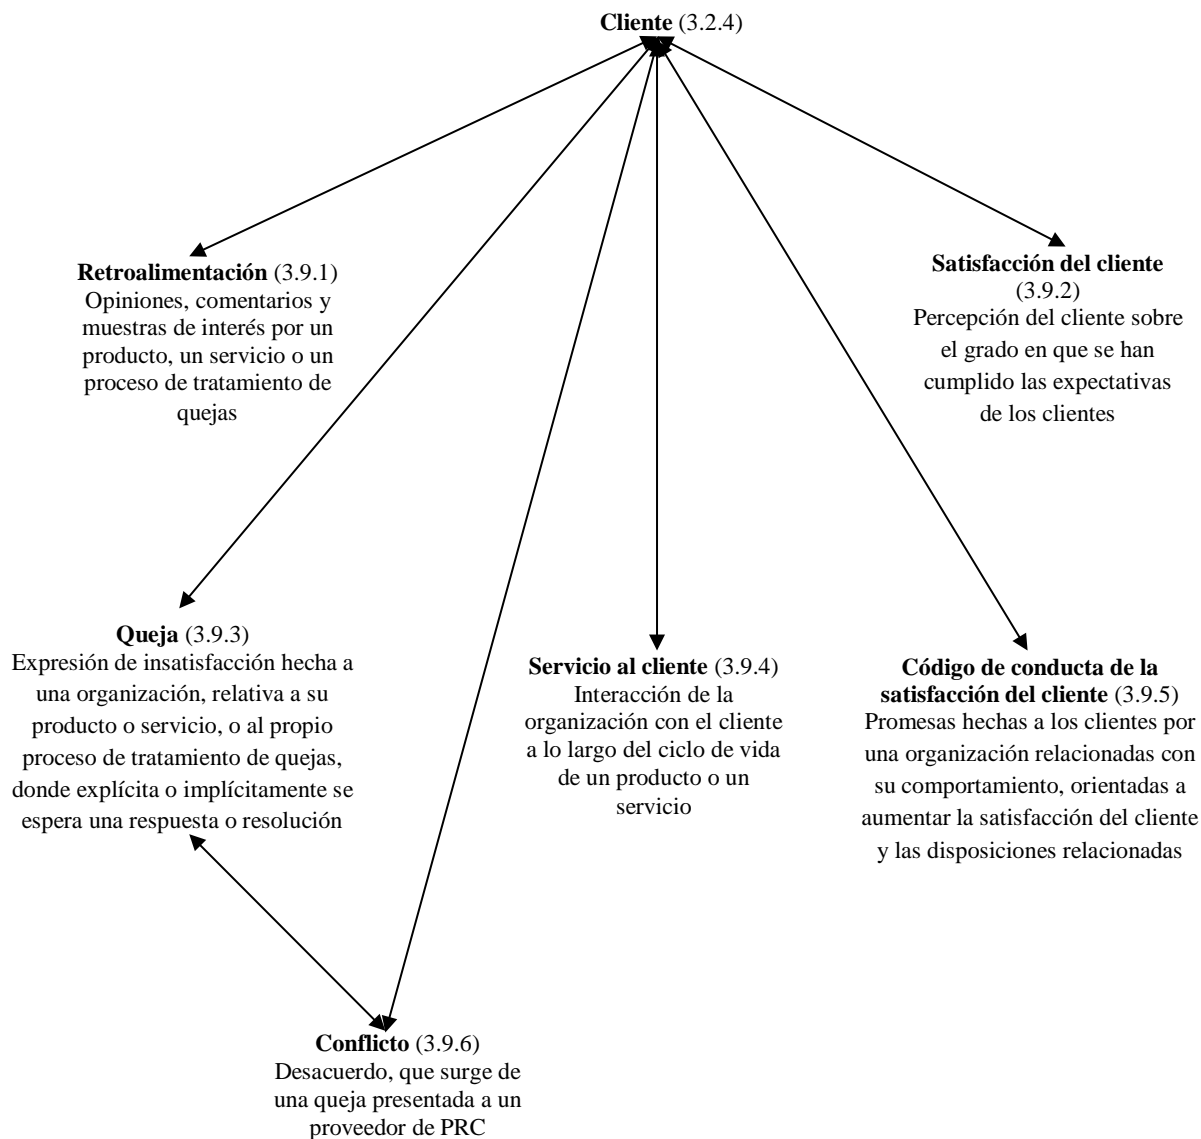 Cliente (3.2.4)
Retroalimentación (3.9.1)
Opiniones, comentarios y
muestras de interés por un
producto, un servicio o un
proceso de tratamiento de
quejas
Satisfacción del cliente
(3.9.2)
Percepción del cliente sobre
el grado en que se han
cumplido las expectativas
de los clientes
Queja (3.9.3)
Expresión de insatisfacción hecha a
una organización, relativa a su
producto o servicio, o al propio
proceso de tratamiento de quejas,
donde explícita o implícitamente se
espera una respuesta o resolución
Servicio al cliente (3.9.4)
Interacción de la
organización con el cliente
a lo largo del ciclo de vida
de un producto o un
servicio
Código de conducta de la
satisfacción del cliente (3.9.5)
Promesas hechas a los clientes por
una organización relacionadas con
su comportamiento, orientadas a
aumentar la satisfacción del cliente
y las disposiciones relacionadas
Conflicto (3.9.6)
Desacuerdo, que surge de
una queja presentada a un
proveedor de PRC